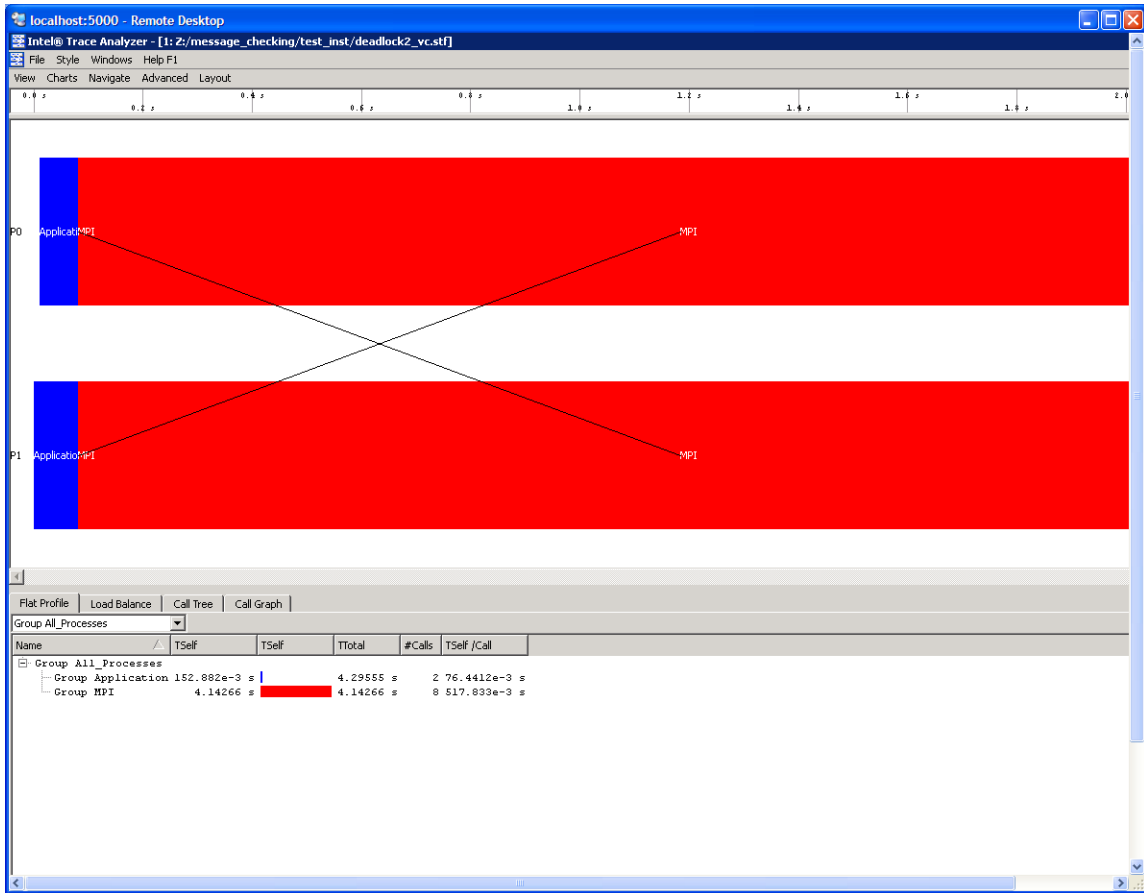 localhost:5000 - Remote Desktop
Intel® Trace Analyzer - [1: Z:/message_checking/test_inst/deadlock2_vc.stf]
File Style Windows Help F1
View Charts Navigate Advanced Layout
0.0 s 0.4 s 0.8 s 1.2 s 1.6 s 2.0
0.2 s 0.6 s 1.0 s 1.4 s 1.8 s
P0 Applicati MPI MPI
P1 Applicatio MPI MPI
Flat Profile Load Balance Call Tree Call Graph
Group All_Processes
Name TSelf TSelf TTotal #Calls TSelf /Call
Group All_Processes
Group Application 152.882e-3 s 4.29555 s 2 76.4412e-3 s
Group MPI 4.14266 s 4.14266 s 8 517.833e-3 s